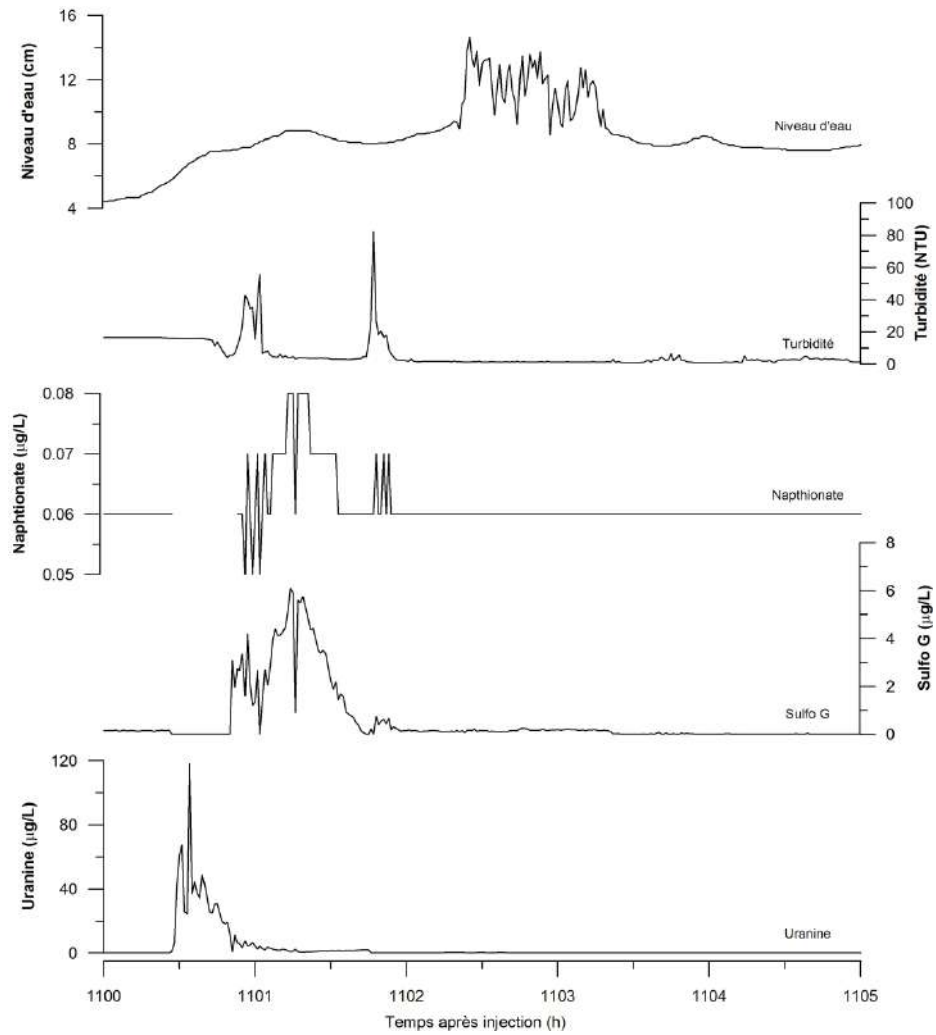 16
12
8
4
Niveau d'eau (cm)
Niveau d'eau
100
80
60
40
20
0
Turbidité (NTU)
Turbidité
0.08
0.07
0.06
0.05
Naphtionate (µg/L)
Napthionate
8
6
4
2
0
Sulfo G (µg/L)
Sulfo G
120
80
40
0
Uranine (µg/L)
Uranine
1100
1101
1102
1103
1104
1105
Temps après injection (h)